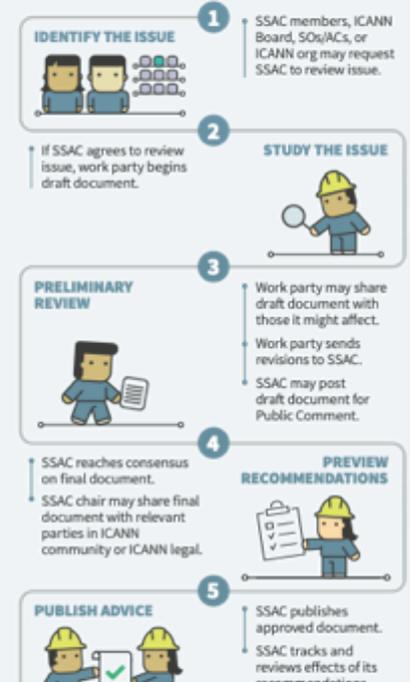 1
IDENTIFY THE ISSUE
SSAC members, ICANN
Board, SOs/ACs, or
ICANN org may request
SSAC to review issue.
2
If SSAC agrees to review
issue, work party begins
draft document.
STUDY THE ISSUE
3
PRELIMINARY
REVIEW
Work party may share
draft document with
those it might affect.
Work party sends
revisions to SSAC.
SSAC may post
draft document for
Public Comment.
4
SSAC reaches consensus
on final document.
SSAC chair may share final
document with relevant
parties in ICANN
community or ICANN legal.
PREVIEW
RECOMMENDATIONS
5
PUBLISH ADVICE
SSAC publishes
approved document.
SSAC tracks and
reviews effects of its